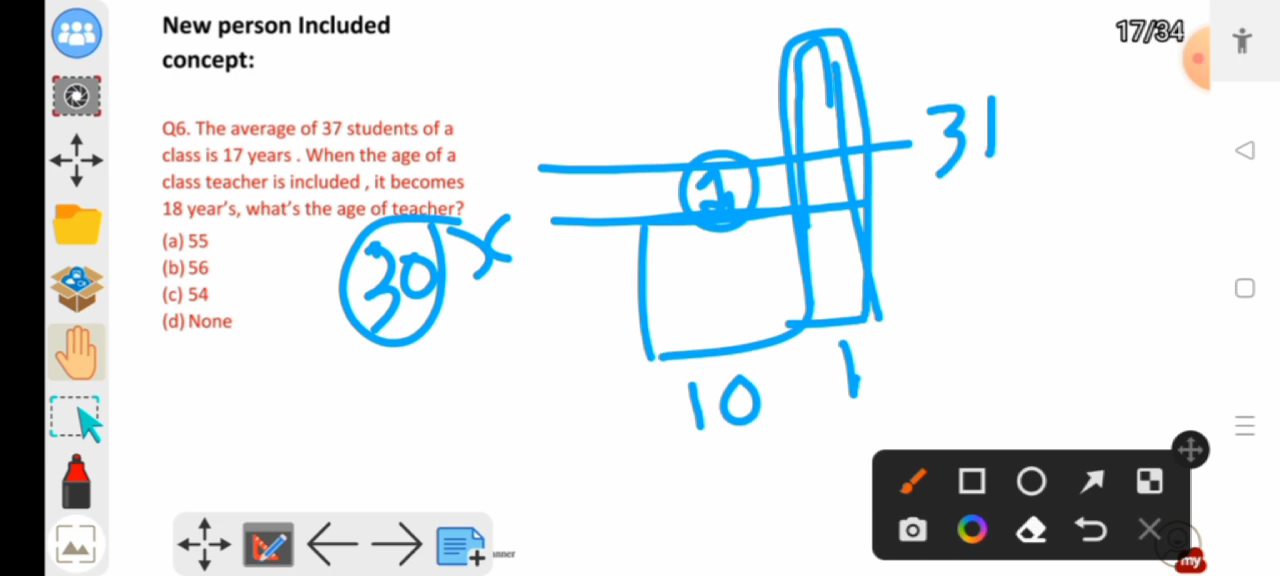 New person Included
concept:
17/34
Q6. The average of 37 students of a
class is 17 years . When the age of a
class teacher is included , it becomes
18 year's, what's the age of teacher?
(a) 55
(b) 56
(c) 54
(d) None
30 x
1
31
10
1
my